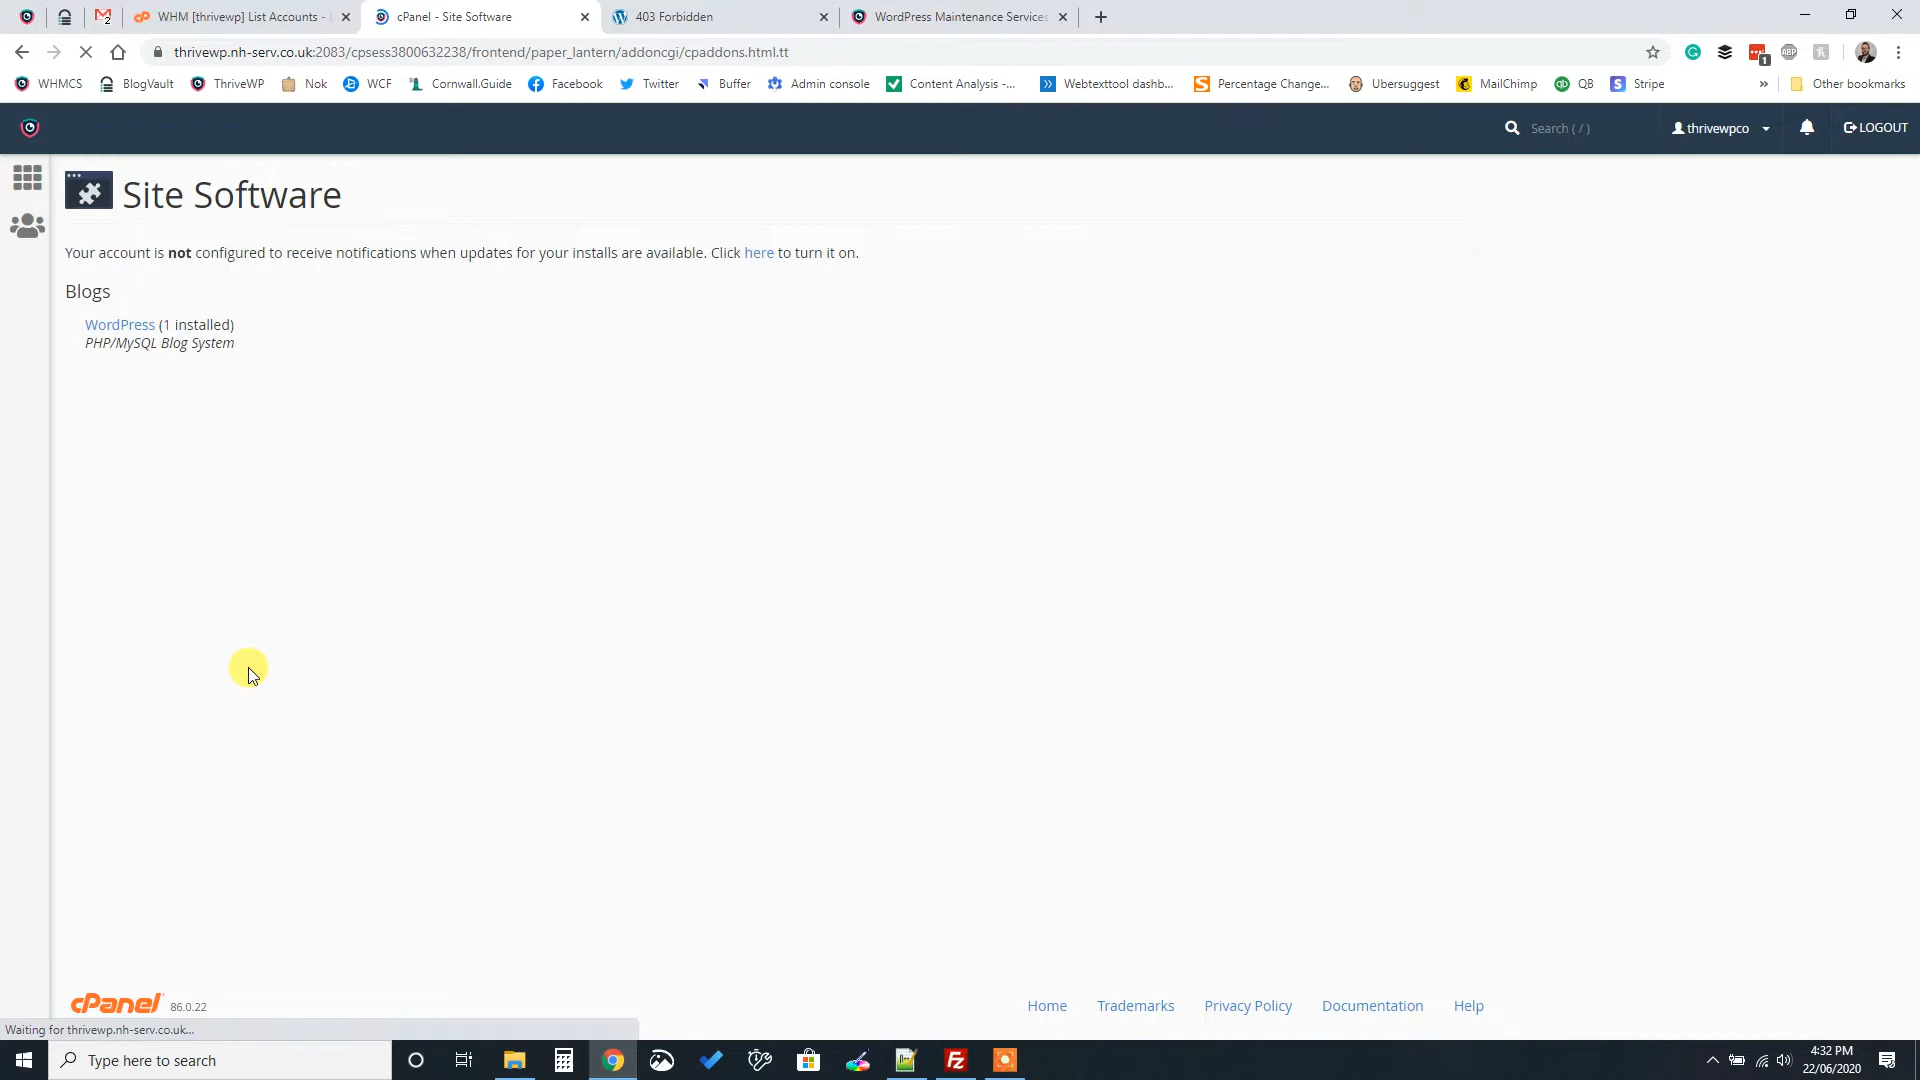 2
WHM [thrivewp] List Accounts -
cPanel - Site Software
403 Forbidden
WordPress Maintenance Services
thrivewp.nh-serv.co.uk:2083/cpsess3800632238/frontend/paper_lantern/addoncgi/cpaddons.html.tt
1
ABP
WHMCS
BlogVault
ThriveWP
Nok
WCF
Cornwall.Guide
Facebook
Twitter
Buffer
Admin console
Content Analysis -...
Webtexttool dashb...
Percentage Change...
Ubersuggest
MailChimp
QB
Stripe
»
Other bookmarks
Search ( / )
thrivewpco
LOGOUT
Site Software
Your account is not configured to receive notifications when updates for your installs are available. Click here to turn it on.
Blogs
WordPress (1 installed)
PHP/MySQL Blog System
cPanel 86.0.22
Home
Trademarks
Privacy Policy
Documentation
Help
Waiting for thrivewp.nh-serv.co.uk...
Type here to search
Fz
4:32 PM
22/06/2020